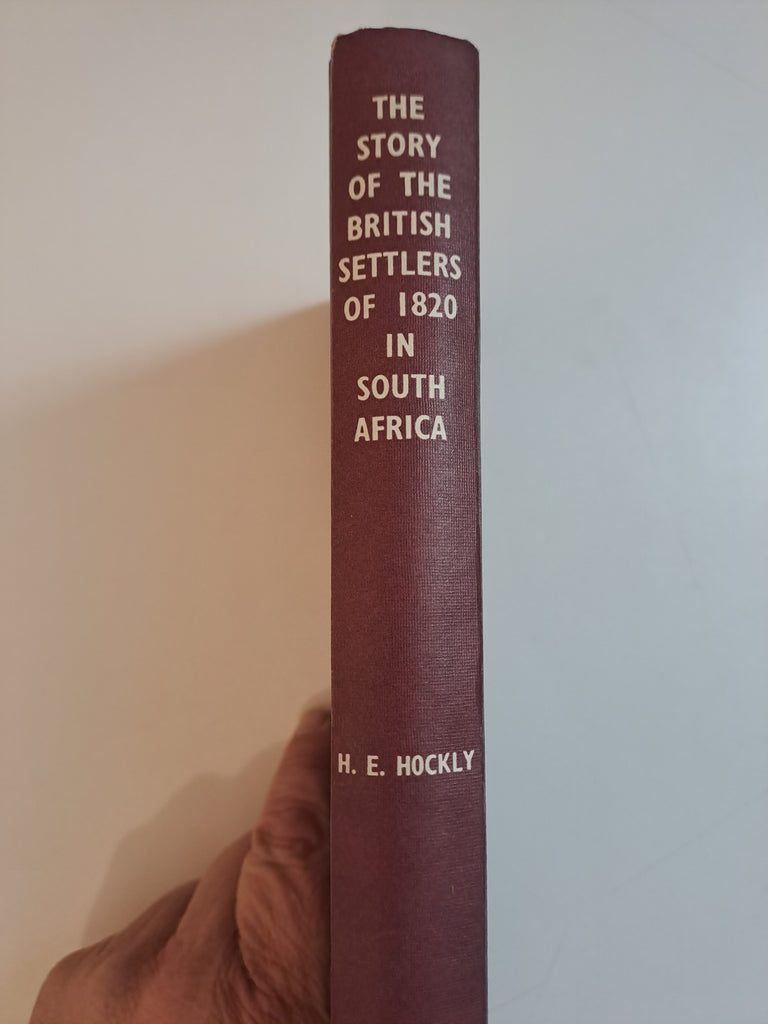 THE
STORY
OF THE
BRITISH
SETTLERS
OF 1820
IN
SOUTH
AFRICA
H. E. HOCKLY